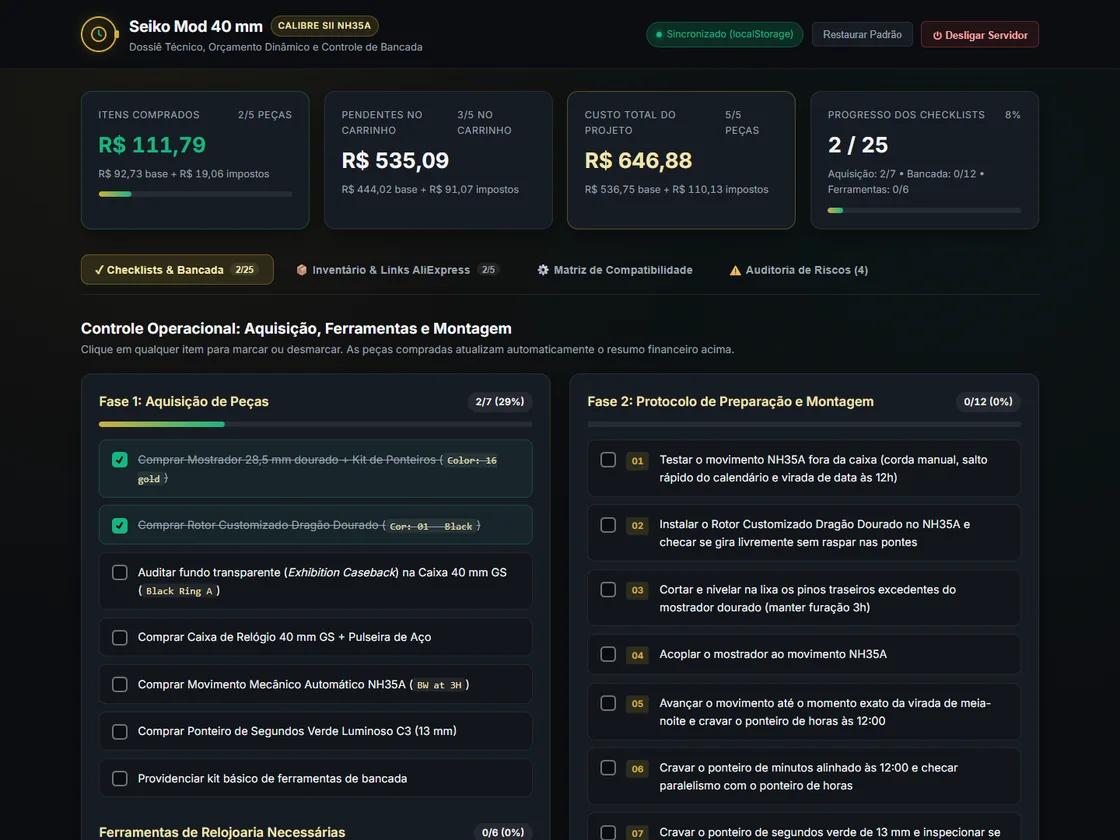 Seiko Mod 40 mm
CALIBRE SII NH35A
Dossiê Técnico, Orçamento Dinâmico e Controle de Bancada
Sincronizado (localStorage)
Restaurar Padrão
Desligar Servidor
ITENS COMPRADOS
2/5 PEÇAS
R$ 111,79
R$ 92,73 base + R$ 19,06 impostos
PENDENTES NO
CARRINHO
3/5 NO
CARRINHO
R$ 535,09
R$ 444,02 base + R$ 91,07 impostos
CUSTO TOTAL DO
PROJETO
5/5
PEÇAS
R$ 646,88
R$ 536,75 base + R$ 110,13 impostos
PROGRESSO DOS CHECKLISTS
8%
2 / 25
Aquisição: 2/7 • Bancada: 0/12 •
Ferramentas: 0/6
✓ Checklists & Bancada 2/25
Inventário & Links AliExpress 2/5
Matriz de Compatibilidade
Auditoria de Riscos (4)
Controle Operacional: Aquisição, Ferramentas e Montagem
Clique em qualquer item para marcar ou desmarcar. As peças compradas atualizam automaticamente o resumo financeiro acima.
Fase 1: Aquisição de Peças
2/7 (29%)
Comprar Mostrador 28,5 mm dourado + Kit de Ponteiros ( Color: 16
gold )
Comprar Rotor Customizado Dragão Dourado ( Cor: 01 - Black )
Auditar fundo transparente (Exhibition Caseback) na Caixa 40 mm GS
( Black Ring A )
Comprar Caixa de Relógio 40 mm GS + Pulseira de Aço
Comprar Movimento Mecânico Automático NH35A ( BW at 3H )
Comprar Ponteiro de Segundos Verde Luminoso C3 (13 mm)
Providenciar kit básico de ferramentas de bancada
Ferramentas de Relojoaria Necessárias
0/6 (0%)
Fase 2: Protocolo de Preparação e Montagem
0/12 (0%)
01 Testar o movimento NH35A fora da caixa (corda manual, salto
rápido do calendário e virada de data às 12h)
02 Instalar o Rotor Customizado Dragão Dourado no NH35A e
checar se gira livremente sem raspar nas pontes
03 Cortar e nivelar na lixa os pinos traseiros excedentes do
mostrador dourado (manter furação 3h)
04 Acoplar o mostrador ao movimento NH35A
05 Avançar o movimento até o momento exato da virada de meia-
noite e cravar o ponteiro de horas às 12:00
06 Cravar o ponteiro de minutos alinhado às 12:00 e checar
paralelismo com o ponteiro de horas
07 Cravar o ponteiro de segundos verde de 13 mm e inspecionar se